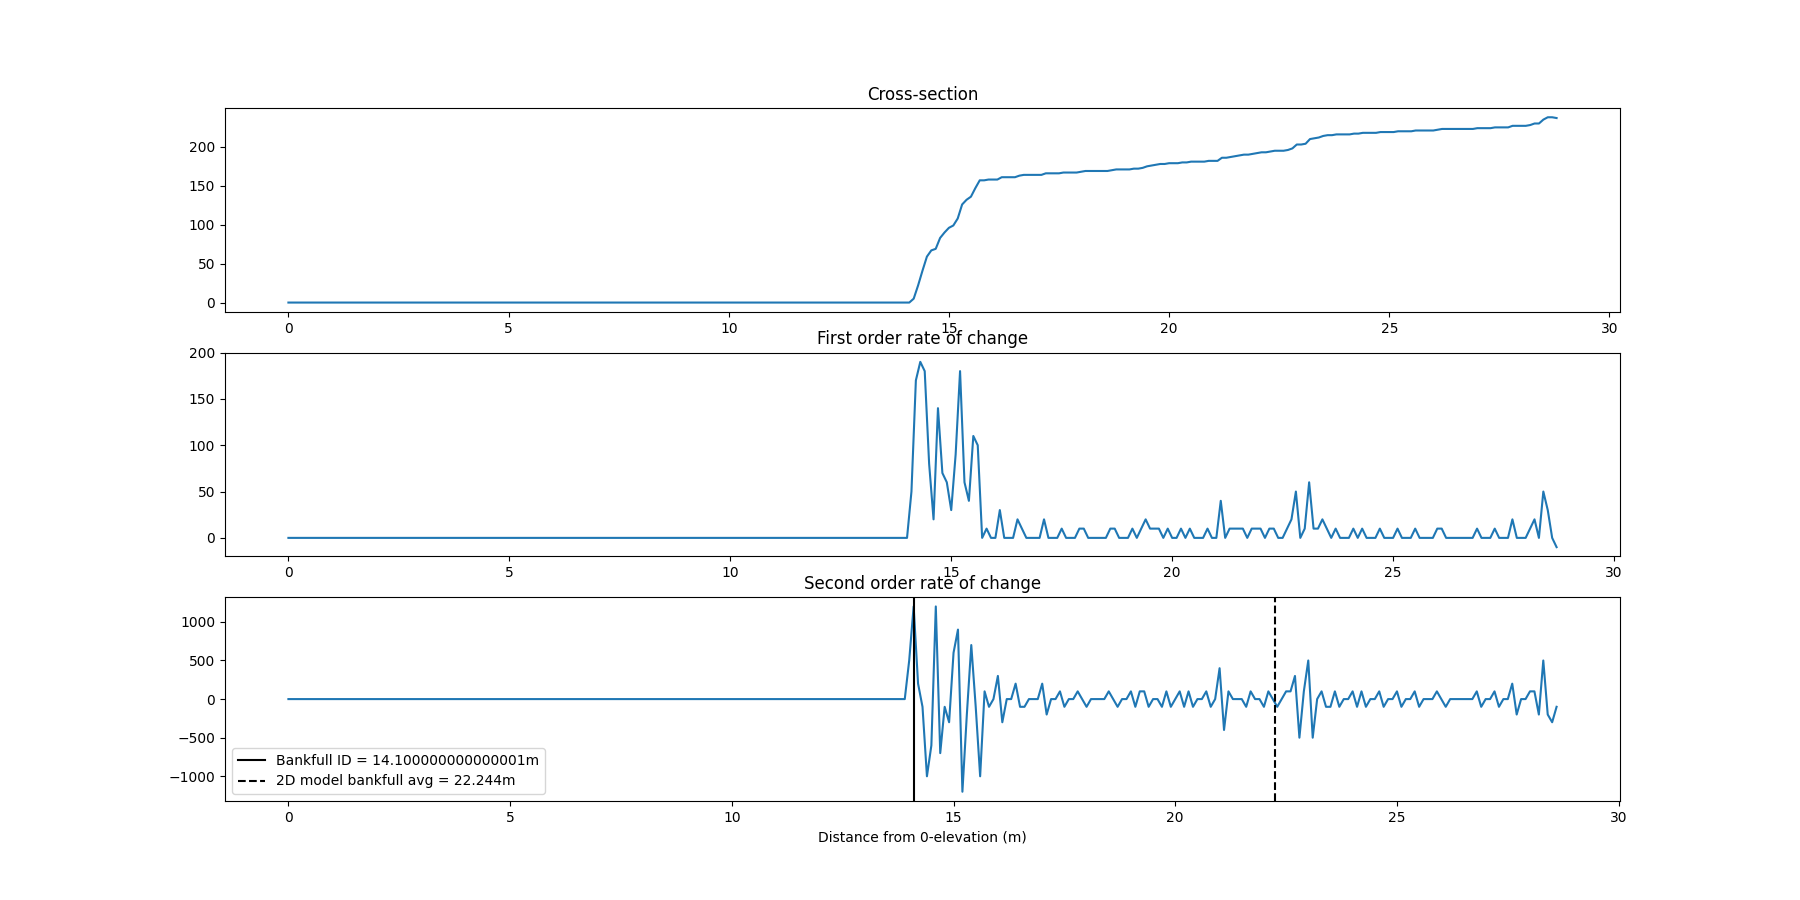 Cross-section
200
150
100
50
0
0 5 10 15 20 25 30
First order rate of change
200
150
100
50
0
0 5 10 15 20 25 30
Second order rate of change
1000
500
0
−500
−1000
Bankfull ID = 14.100000000000001m
2D model bankfull avg = 22.244m
0 5 10 15 20 25 30
Distance from 0-elevation (m)